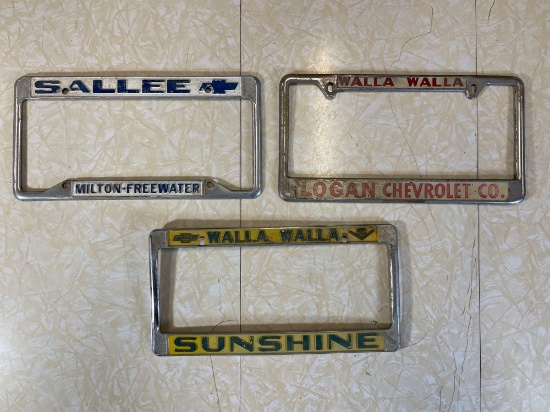 SALLEE
MILTON-FREEWATER
WALLA WALLA
LOGAN CHEVROLET CO.
WALLA WALLA
SUNSHINE